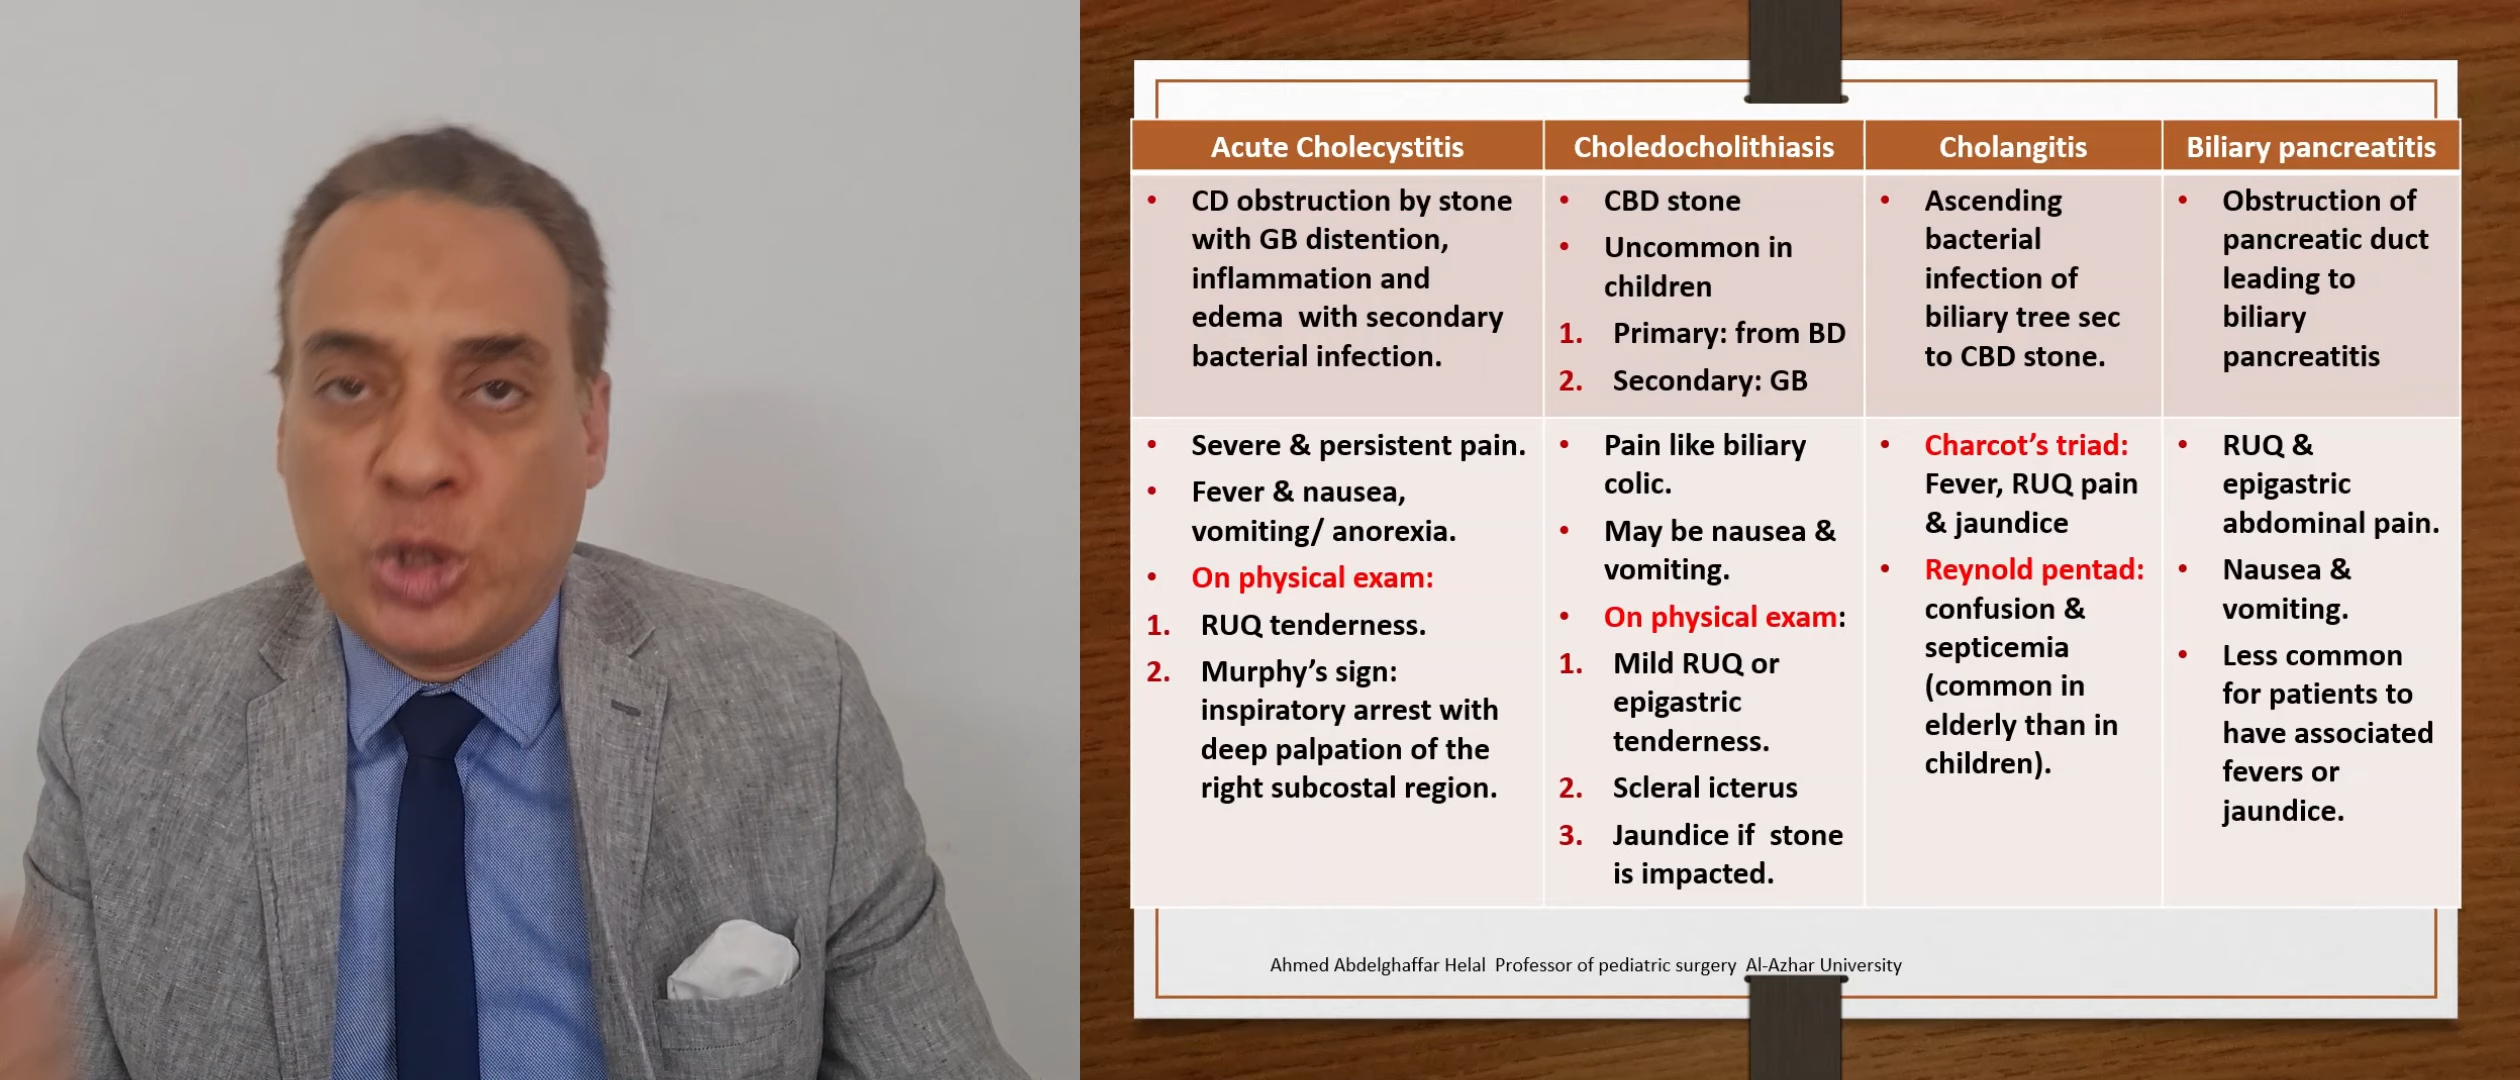 Acute Cholecystitis
Choledocholithiasis
Cholangitis
Biliary pancreatitis
• CD obstruction by stone
with GB distention,
inflammation and
edema with secondary
bacterial infection.
• CBD stone
• Uncommon in
children
1. Primary: from BD
2. Secondary: GB
• Ascending
bacterial
infection of
biliary tree sec
to CBD stone.
• Obstruction of
pancreatic duct
leading to
biliary
pancreatitis
• Severe & persistent pain.
• Fever & nausea,
vomiting/ anorexia.
• On physical exam:
1. RUQ tenderness.
2. Murphy’s sign:
inspiratory arrest with
deep palpation of the
right subcostal region.
• Pain like biliary
colic.
• May be nausea &
vomiting.
• On physical exam:
1. Mild RUQ or
epigastric
tenderness.
2. Scleral icterus
3. Jaundice if stone
is impacted.
• Charcot’s triad:
Fever, RUQ pain
& jaundice
• Reynold pentad:
confusion &
septicemia
(common in
elderly than in
children).
• RUQ &
epigastric
abdominal pain.
• Nausea &
vomiting.
• Less common
for patients to
have associated
fevers or
jaundice.
Ahmed Abdelghaffar Helal Professor of pediatric surgery Al-Azhar University